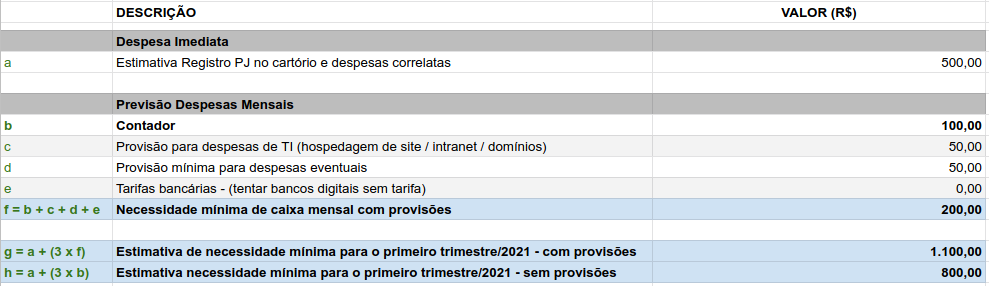 DESCRIÇÃO VALOR (R$)
Despesa Imediata
a Estimativa Registro PJ no cartório e despesas correlatas 500,00
Previsão Despesas Mensais
b Contador 100,00
c Provisão para despesas de TI (hospedagem de site / intranet / domínios) 50,00
d Provisão mínima para despesas eventuais 50,00
e Tarifas bancárias - (tentar bancos digitais sem tarifa) 0,00
f = b + c + d + e Necessidade mínima de caixa mensal com provisões 200,00
g = a + (3 x f) Estimativa de necessidade mínima para o primeiro trimestre/2021 - com provisões 1.100,00
h = a + (3 x b) Estimativa necessidade mínima para o primeiro trimestre/2021 - sem provisões 800,00